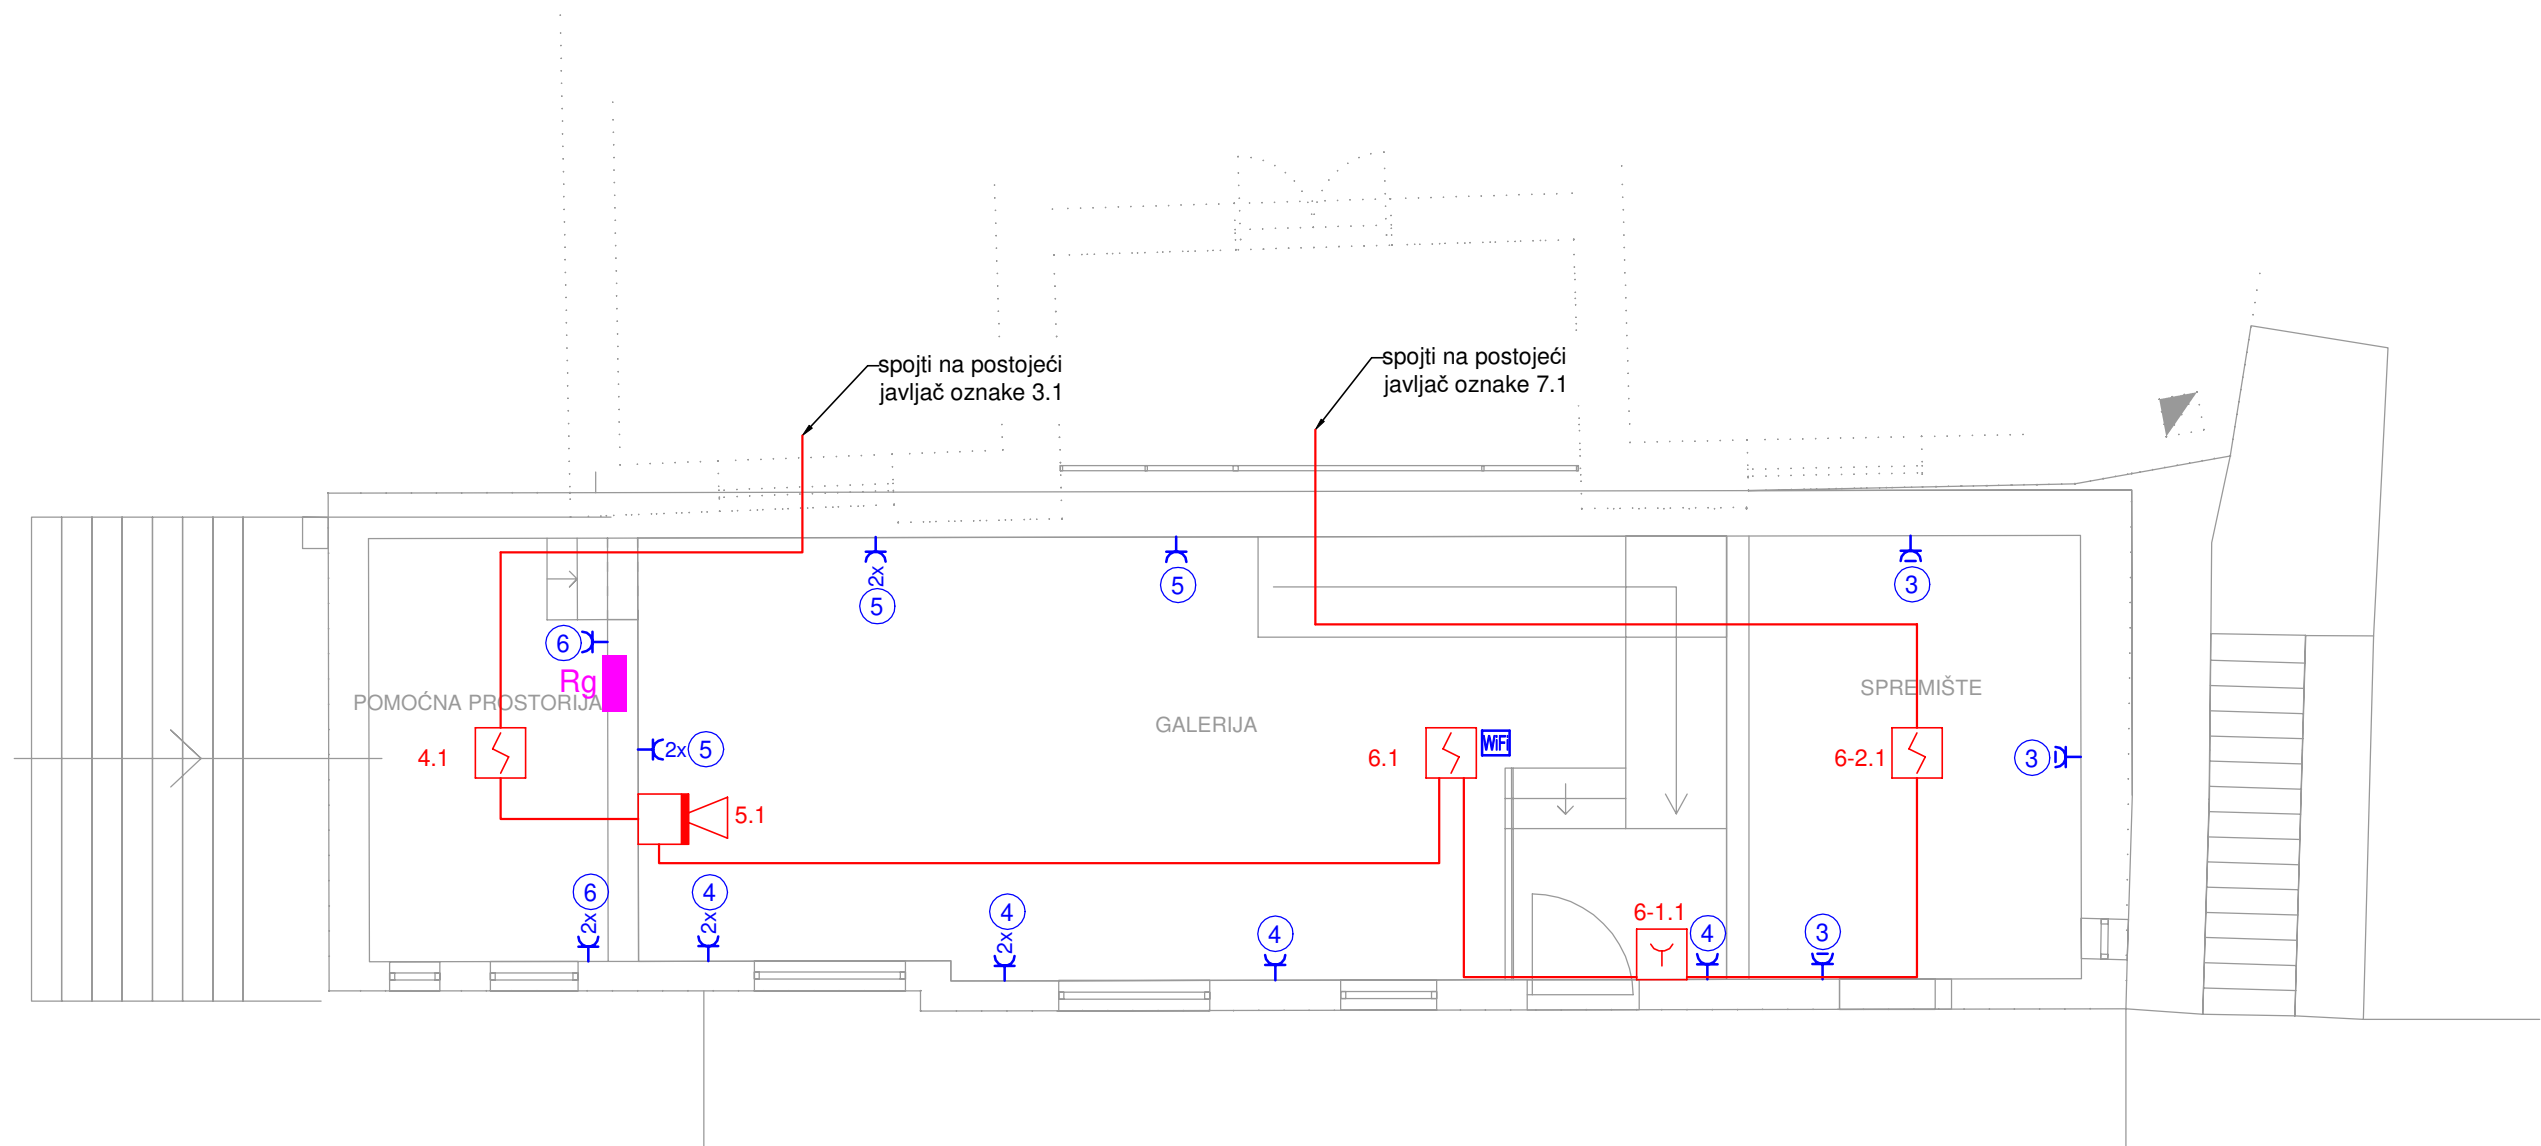 spojti na postojeći
javljač oznake 3.1
spojti na postojeći
javljač oznake 7.1
2x
5
5
3
6
Rg
POMOĆNA PROSTORIJA
SPREMIŠTE
GALERIJA
4.1
2x 5
6.1
WiFi
6-2.1
3
5.1
6
2x
4
2x
4
2x
4
6-1.1
4
3